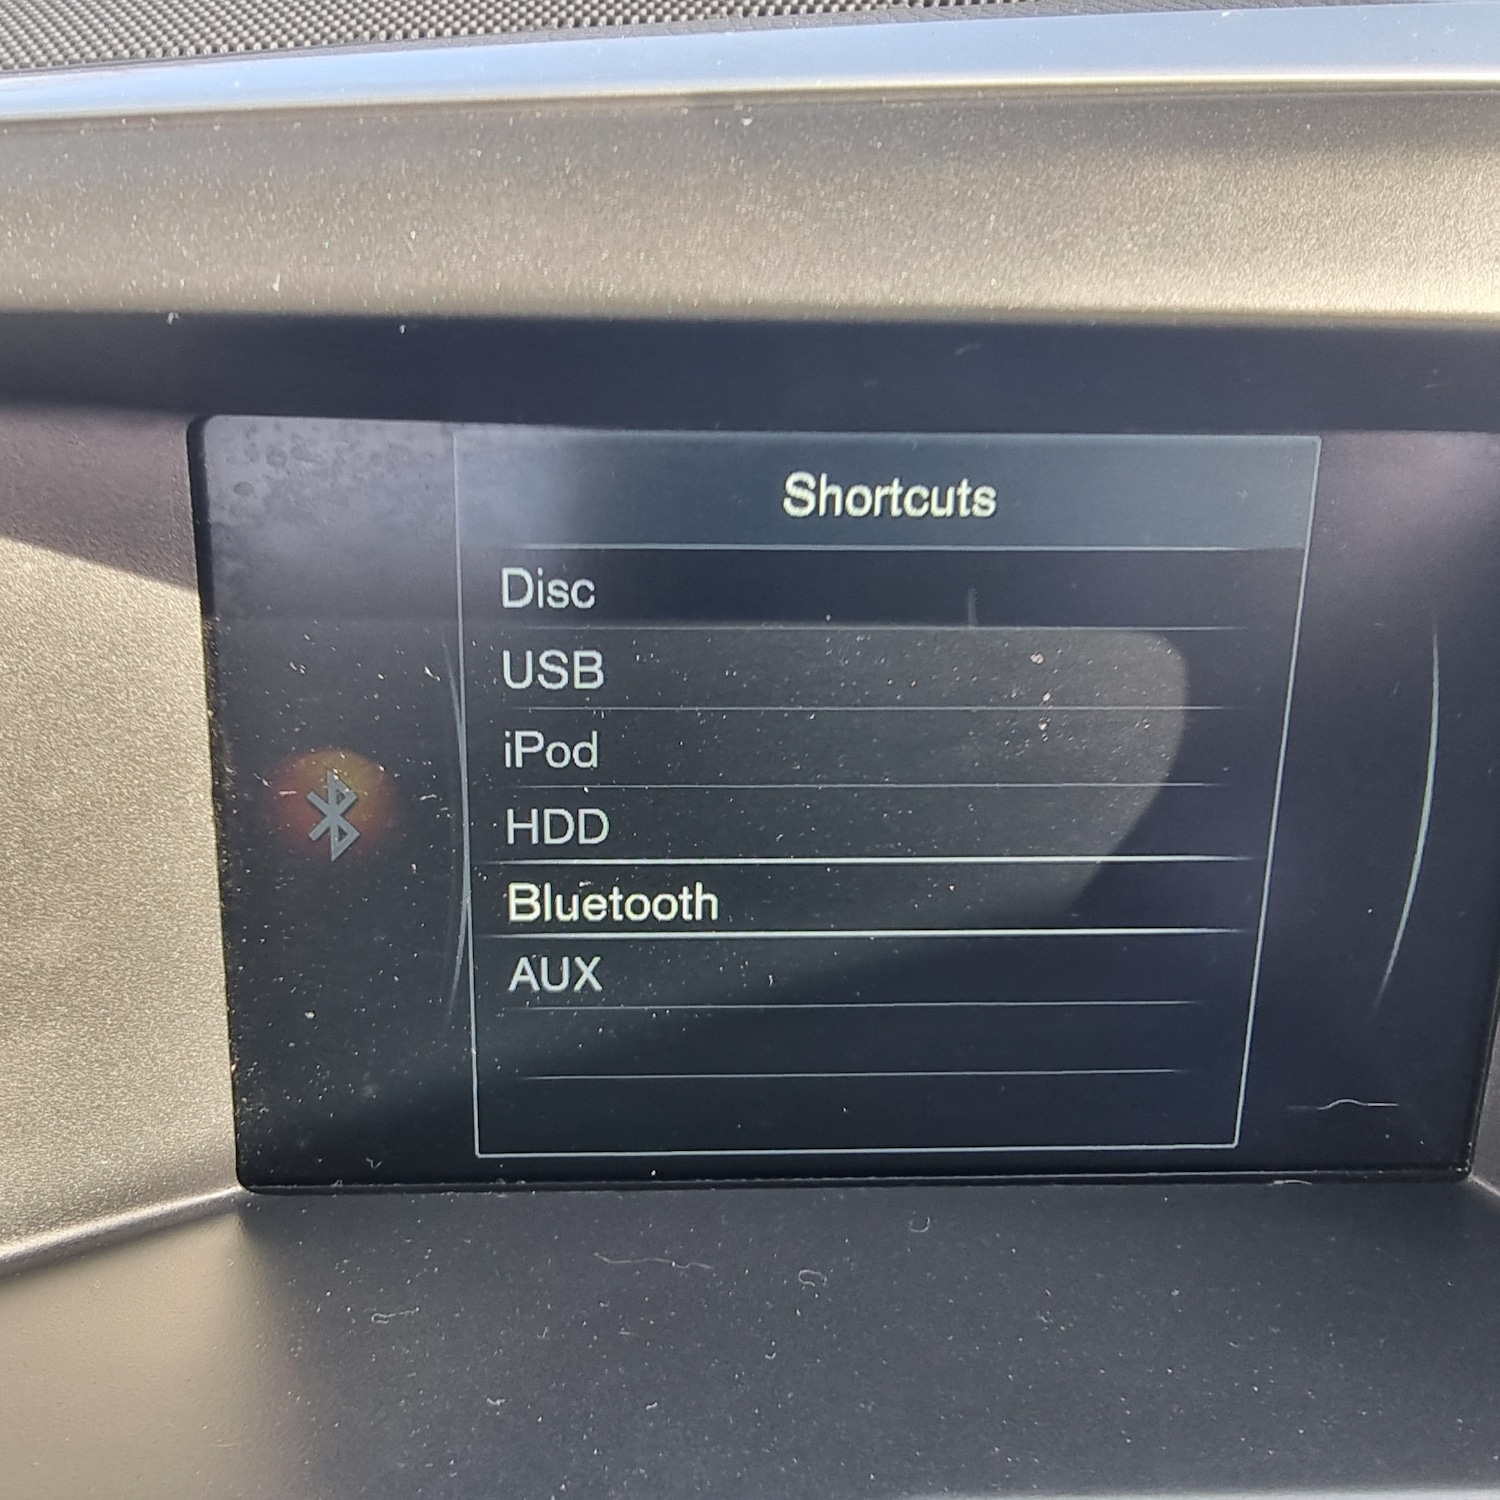 Shortcuts
Disc
USB
iPod
HDD
Bluetooth
AUX